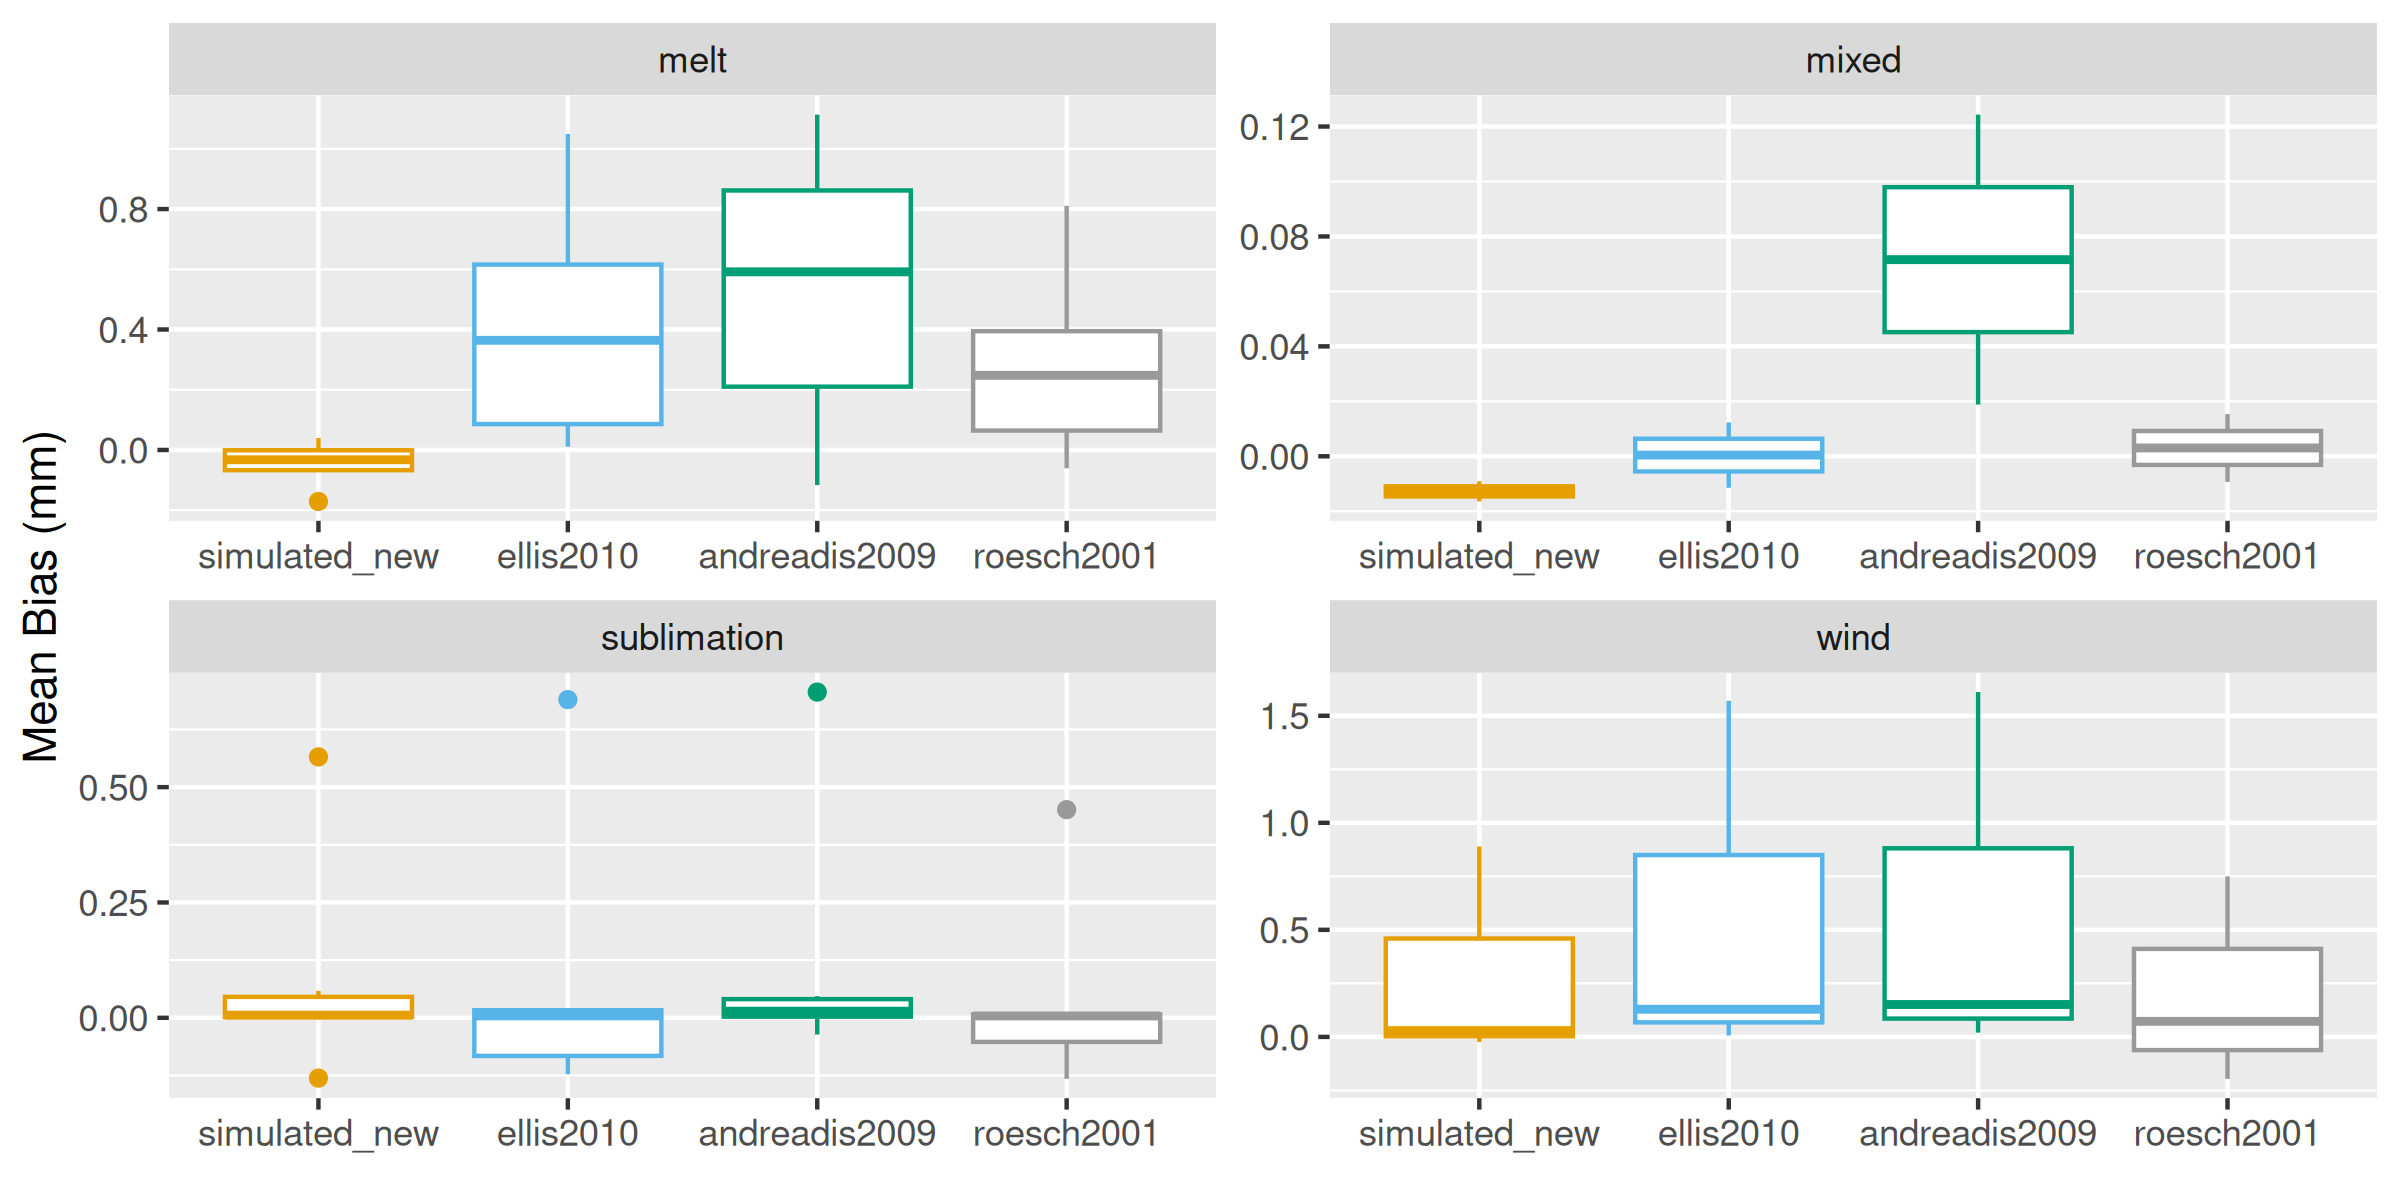 Mean Bias (mm)
melt
0.8
0.4
0.0
simulated_new ellis2010 andreadis2009 roesch2001
mixed
0.12
0.08
0.04
0.00
simulated_new ellis2010 andreadis2009 roesch2001
sublimation
0.50
0.25
0.00
simulated_new ellis2010 andreadis2009 roesch2001
wind
1.5
1.0
0.5
0.0
simulated_new ellis2010 andreadis2009 roesch2001